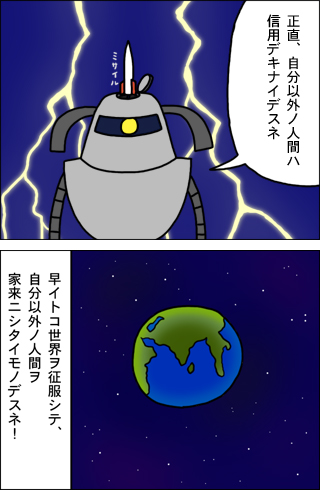 正直、自分以外ノ人間ハ
信用デキナイデスネ
ミサイル
早イトコ世界ヲ征服シテ、
自分以外ノ人間ヲ
家来ニシタイモノデスネ！